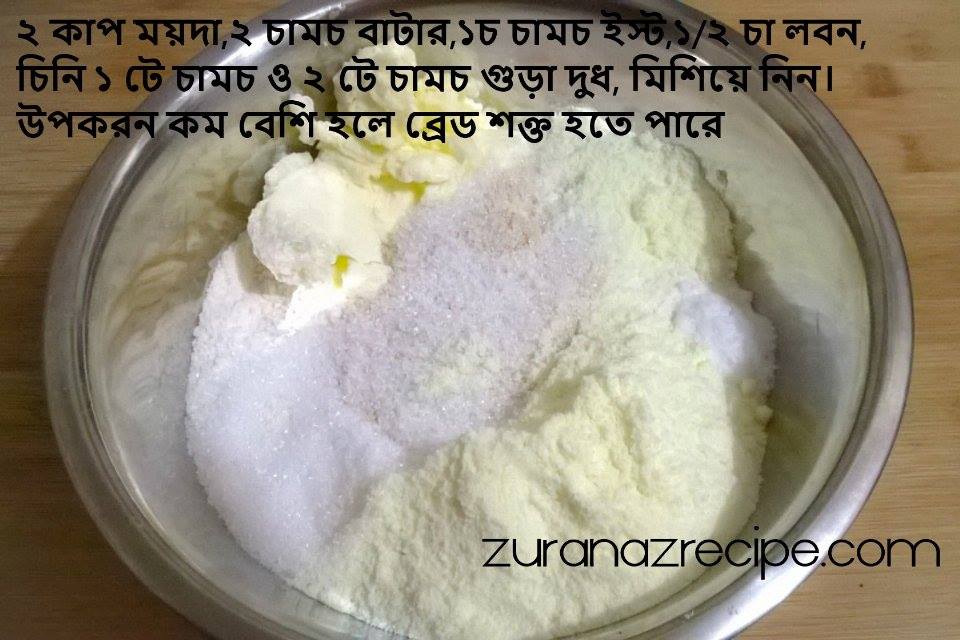 ২ কাপ ময়দা,২ চামচ বাটার,১চ চামচ ইস্ট,১/২ চা লবন,
চিনি ১ টে চামচ ও ২ টে চামচ গুড়া দুধ, মিশিয়ে নিন।
উপকরন কম বেশি হলে ব্রেড শক্ত হতে পারে
zuranazrecipe.com